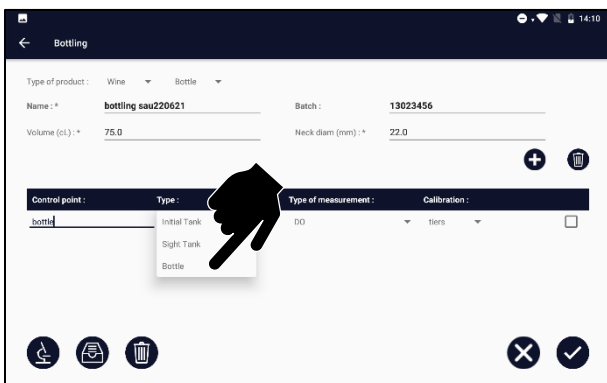 14:10
Bottling
Type of product : Wine Bottle
Name : * bottling sau220621 Batch : 13023456
Volume (cl.) : * 75.0 Neck diam (mm) : * 22.0
Control point : Type : Type of measurement : Calibration :
bottle Initial Tank DO tiers
Sight Tank
Bottle